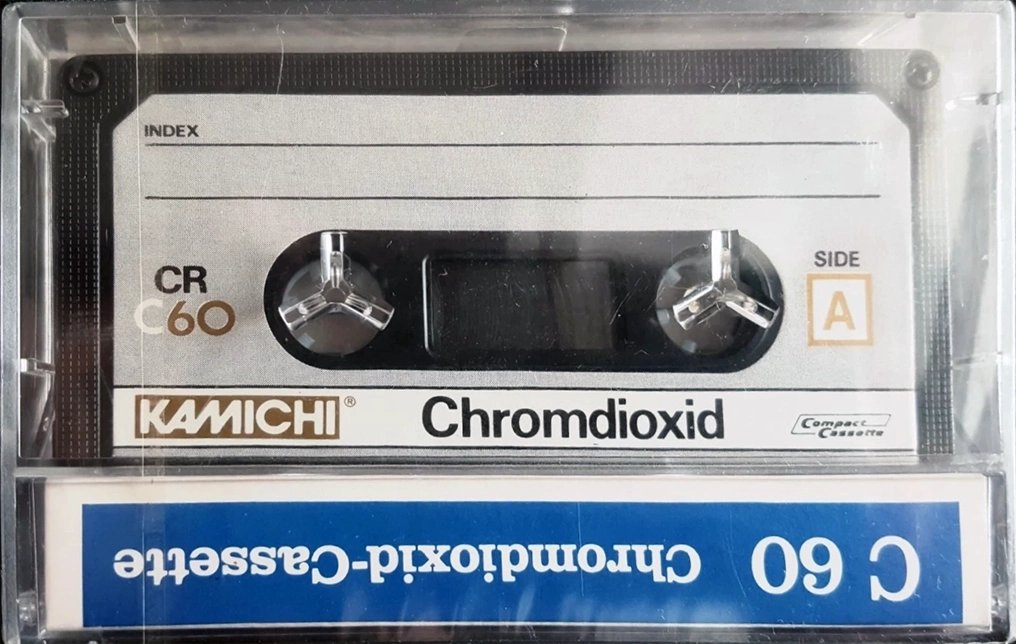 INDEX
CR
C60
SIDE
A
KAMICHI® Chromdioxid Compact Cassette
C 60 Chromdioxid-Cassette